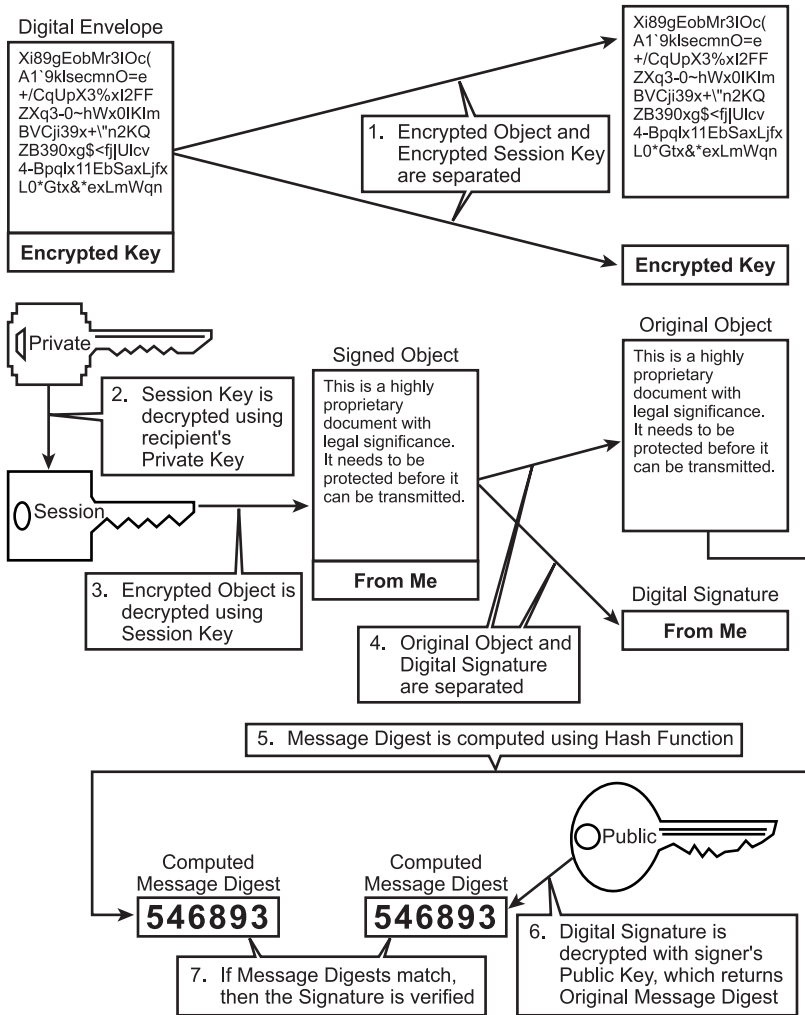 Digital Envelope
Xi89gEobMr3IOc(
A1`9klsecmnO=e
+/CqUpX3%xI2FF
ZXq3-0~hWx0IKIm
BVCji39x+\"n2KQ
ZB390xg$<fj|UIcv
4-Bpqlx11EbSaxLjfx
L0*Gtx&*exLmWqn
Encrypted Key
1. Encrypted Object and
Encrypted Session Key
are separated
Xi89gEobMr3IOc(
A1`9klsecmnO=e
+/CqUpX3%xI2FF
ZXq3-0~hWx0IKIm
BVCji39x+\"n2KQ
ZB390xg$<fj|UIcv
4-Bpqlx11EbSaxLjfx
L0*Gtx&*exLmWqn
Encrypted Key
Private
2. Session Key is
decrypted using
recipient's
Private Key
Session
3. Encrypted Object is
decrypted using
Session Key
Signed Object
This is a highly
proprietary
document with
legal significance.
It needs to be
protected before it
can be transmitted.
From Me
4. Original Object and
Digital Signature
are separated
Original Object
This is a highly
proprietary
document with
legal significance.
It needs to be
protected before it
can be transmitted.
Digital Signature
From Me
5. Message Digest is computed using Hash Function
Public
Computed
Message Digest
546893
Computed
Message Digest
546893
6. Digital Signature is
decrypted with signer's
Public Key, which returns
Original Message Digest
7. If Message Digests match,
then the Signature is verified